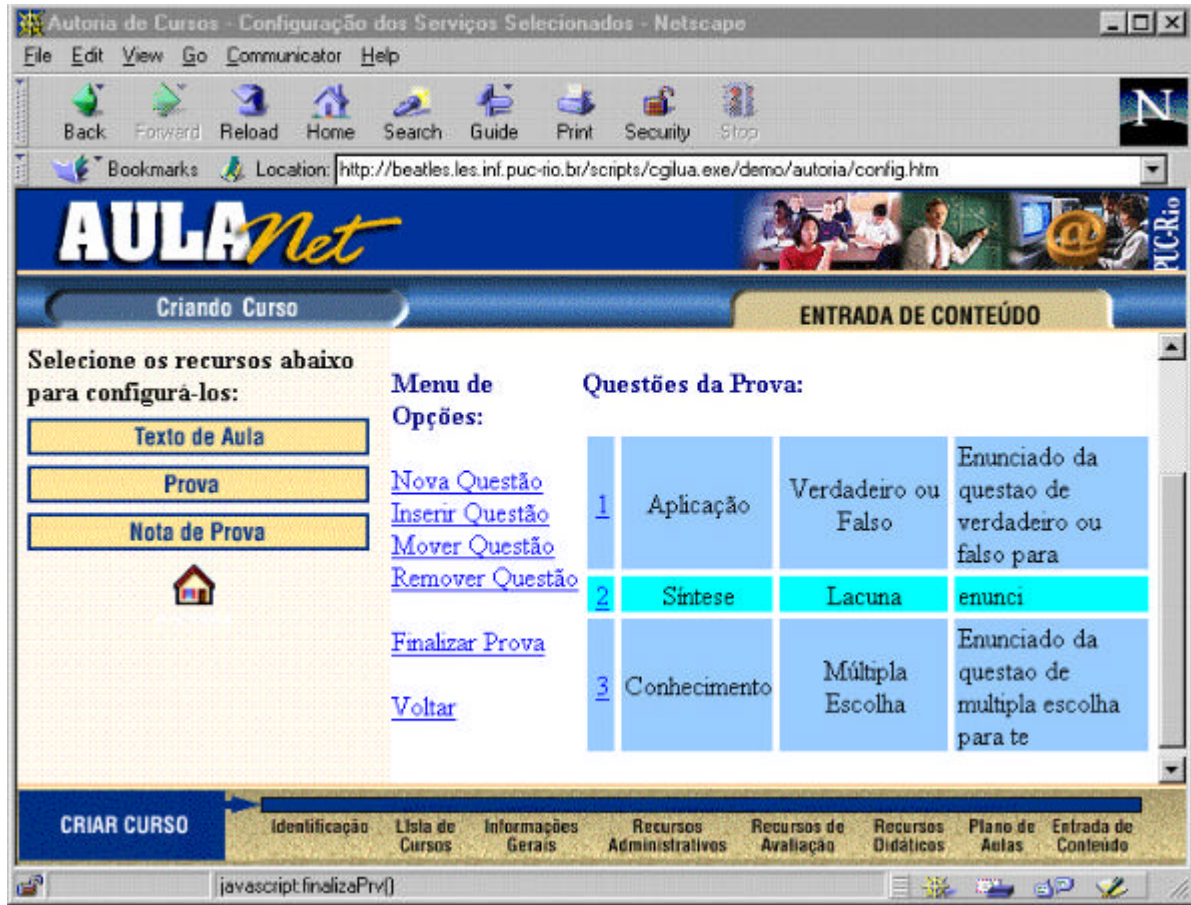 Autoria de Cursos - Configuração dos Serviços Selecionados - Netscape
File Edit View Go Communicator Help
Back Forward Reload Home Search Guide Print Security Stop
N
Bookmarks Location: http://beatles.les.inf.puc-rio.br/scripts/cgilua.exe/demo/autoria/config.htm
AULANet
@
PUC-Rio
Criando Curso
ENTRADA DE CONTEÚDO
Selecione os recursos abaixo
para configurá-los:
Texto de Aula
Prova
Nota de Prova
Menu de
Opções:
Nova Questão
Inserir Questão
Mover Questão
Remover Questão
Finalizar Prova
Voltar
Questões da Prova:
1 Aplicação Verdadeiro ou Falso Enunciado da
questao de
verdadeiro ou
falso para
2 Síntese Lacuna enunci
3 Conhecimento Múltipla Escolha Enunciado da
questao de
multipla escolha
para te
CRIAR CURSO
Identificação
Lista de
Cursos
Informações
Gerais
Recursos
Administrativos
Recursos de
Avaliação
Recursos
Didáticos
Plano de
Aulas
Entrada de
Conteúdo
javascript:finalizaPrv()